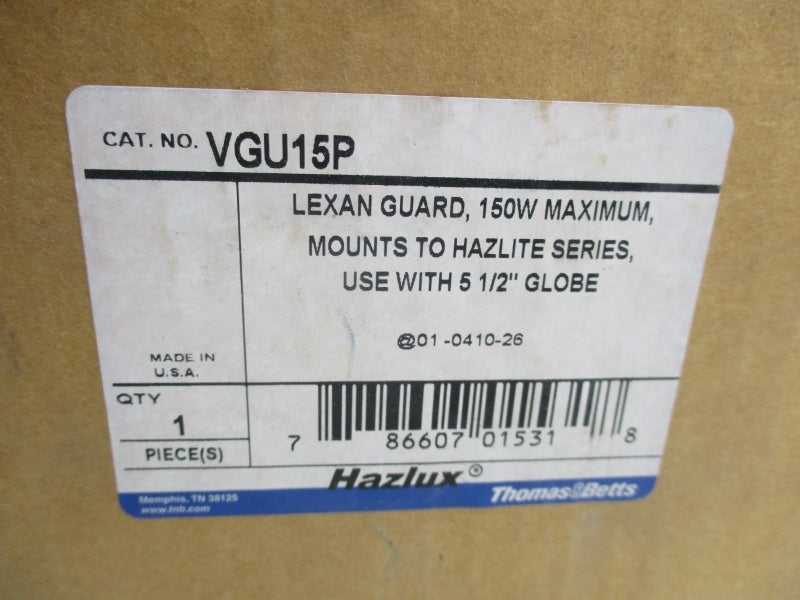 CAT. NO. VGU15P
LEXAN GUARD, 150W MAXIMUM,
MOUNTS TO HAZLITE SERIES,
USE WITH 5 1/2" GLOBE
@01-0410-26
MADE IN
U.S.A.
QTY
1
PIECE(S)
7 86607 01531 8
Hazlux®
Memphis, TN 38125
www.tnb.com
Thomas&Betts